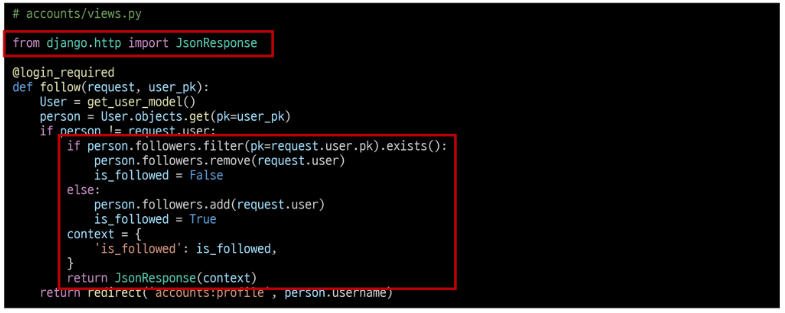 # accounts/views.py
from django.http import JsonResponse
@login_required
def follow(request, user_pk):
    User = get_user_model()
    person = User.objects.get(pk=user_pk)
    if person != request.user:
        if person.followers.filter(pk=request.user.pk).exists():
            person.followers.remove(request.user)
            is_followed = False
        else:
            person.followers.add(request.user)
            is_followed = True
        context = {
            'is_followed': is_followed,
        }
        return JsonResponse(context)
    return redirect('accounts:profile', person.username)